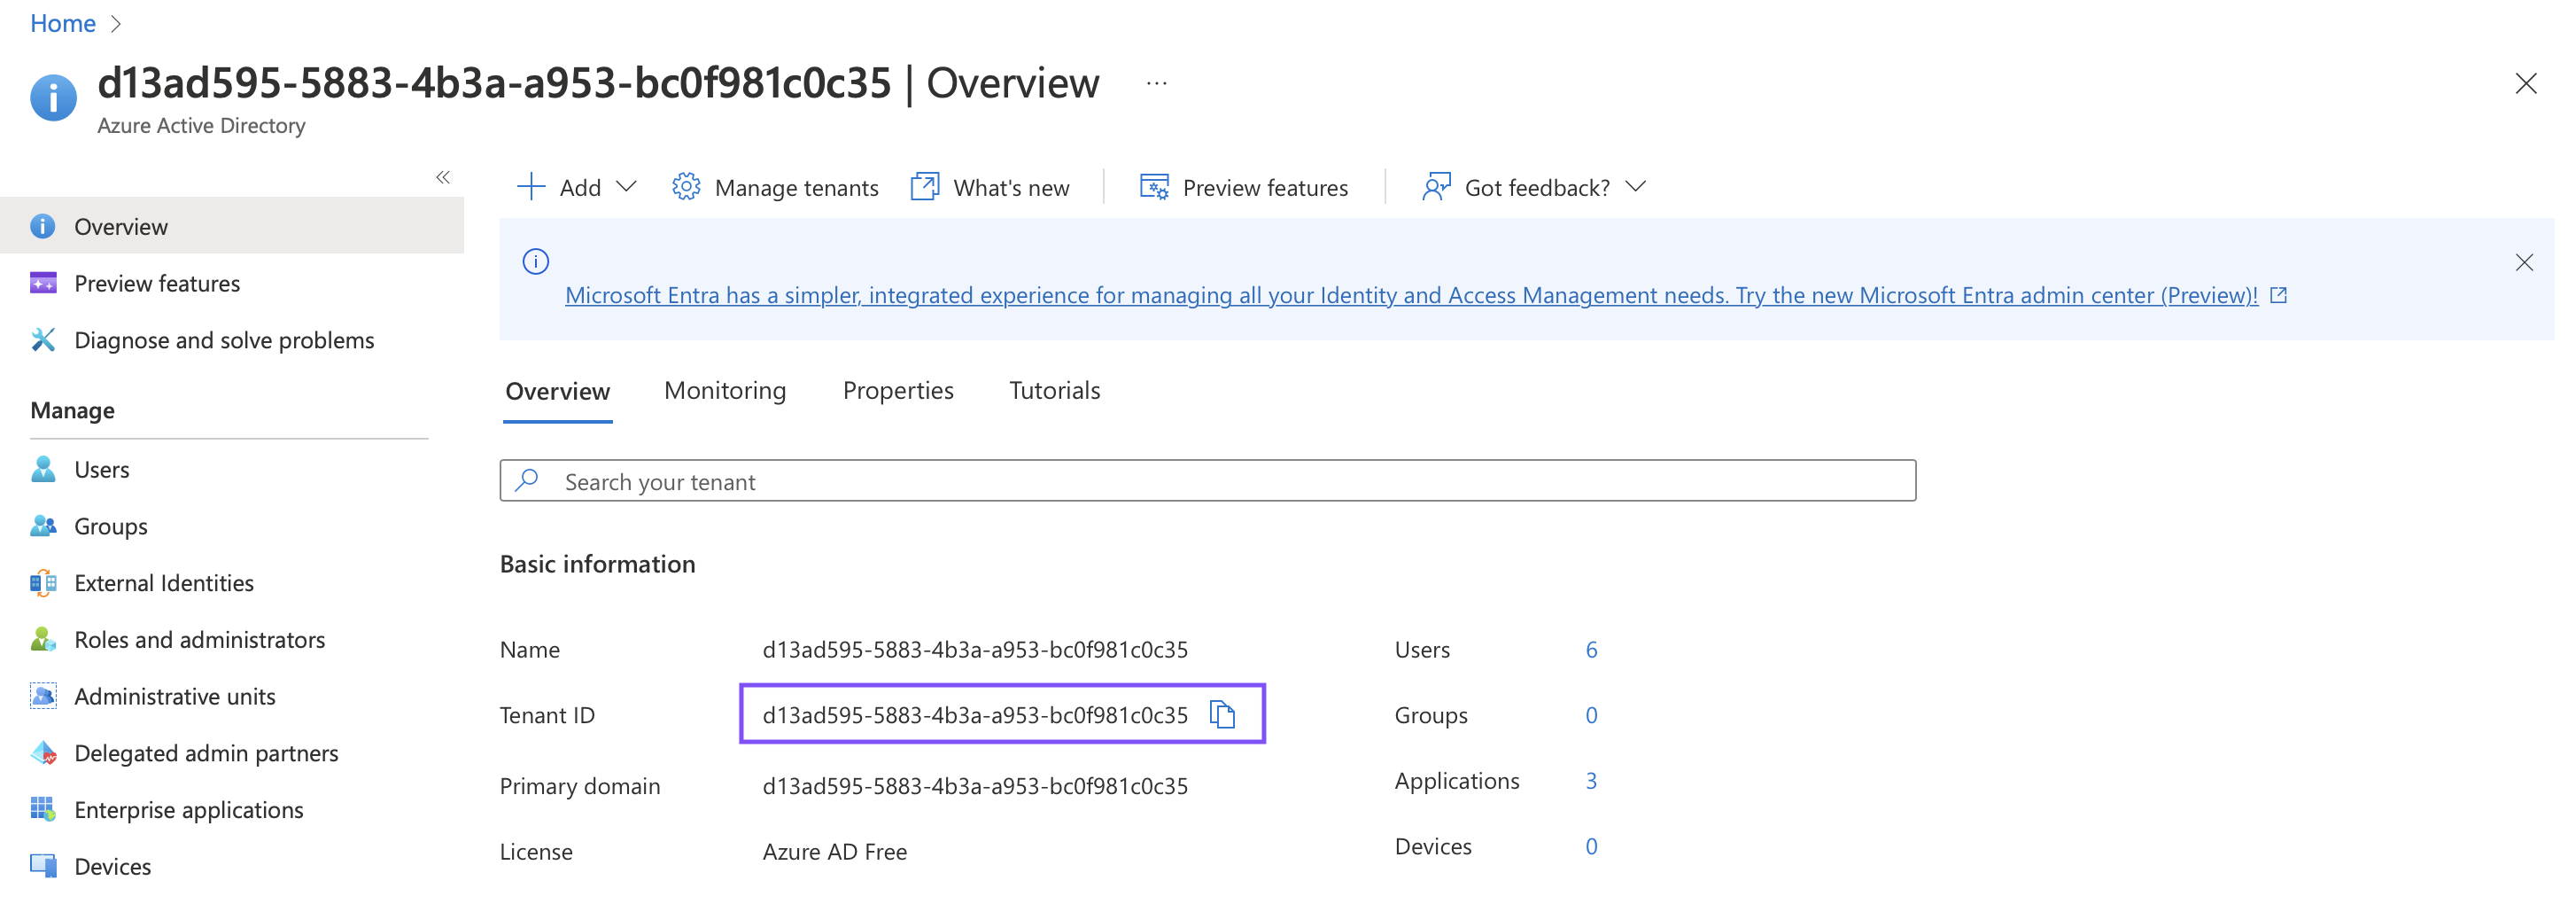 Home
d13ad595-5883-4b3a-a953-bc0f981c0c35 | Overview ...
Azure Active Directory
Overview
Preview features
Diagnose and solve problems
Manage
Users
Groups
External Identities
Roles and administrators
Administrative units
Delegated admin partners
Enterprise applications
Devices
Add
Manage tenants
What's new
Preview features
Got feedback?
Microsoft Entra has a simpler, integrated experience for managing all your Identity and Access Management needs. Try the new Microsoft Entra admin center (Preview)!
Overview Monitoring Properties Tutorials
Search your tenant
Basic information
Name d13ad595-5883-4b3a-a953-bc0f981c0c35
Tenant ID d13ad595-5883-4b3a-a953-bc0f981c0c35
Primary domain d13ad595-5883-4b3a-a953-bc0f981c0c35
License Azure AD Free
Users 6
Groups 0
Applications 3
Devices 0